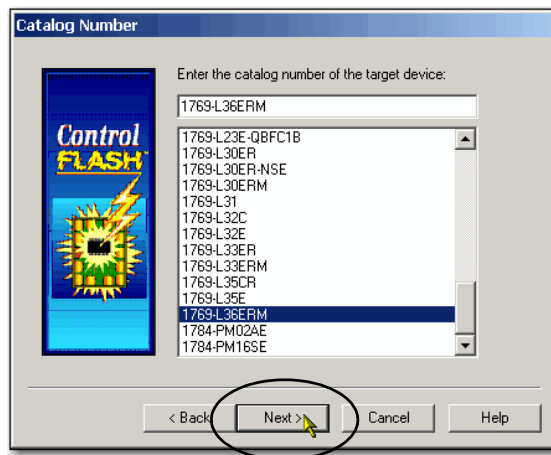 Catalog Number
Enter the catalog number of the target device:
1769-L36ERM
Control
FLASH™
1769-L23E-QBFC1B
1769-L30ER
1769-L30ER-NSE
1769-L30ERM
1769-L31
1769-L32C
1769-L32E
1769-L33ER
1769-L33ERM
1769-L35CR
1769-L35E
1769-L36ERM
1784-PM02AE
1784-PM16SE
< Back
Next >
Cancel
Help